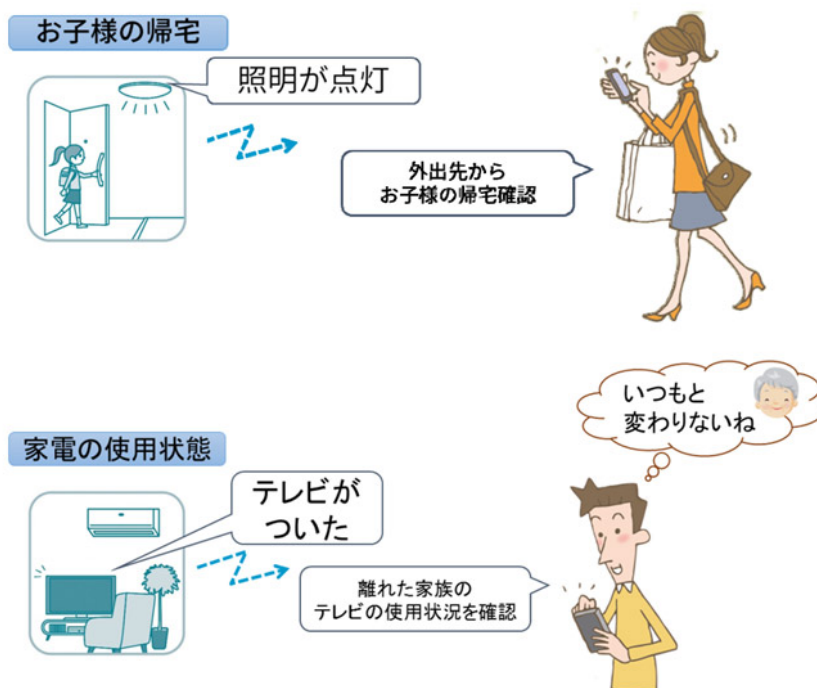 お子様の帰宅
照明が点灯
外出先から
お子様の帰宅確認
いつもと
変わりないね
家電の使用状態
テレビが
ついた
離れた家族の
テレビの使用状況を確認